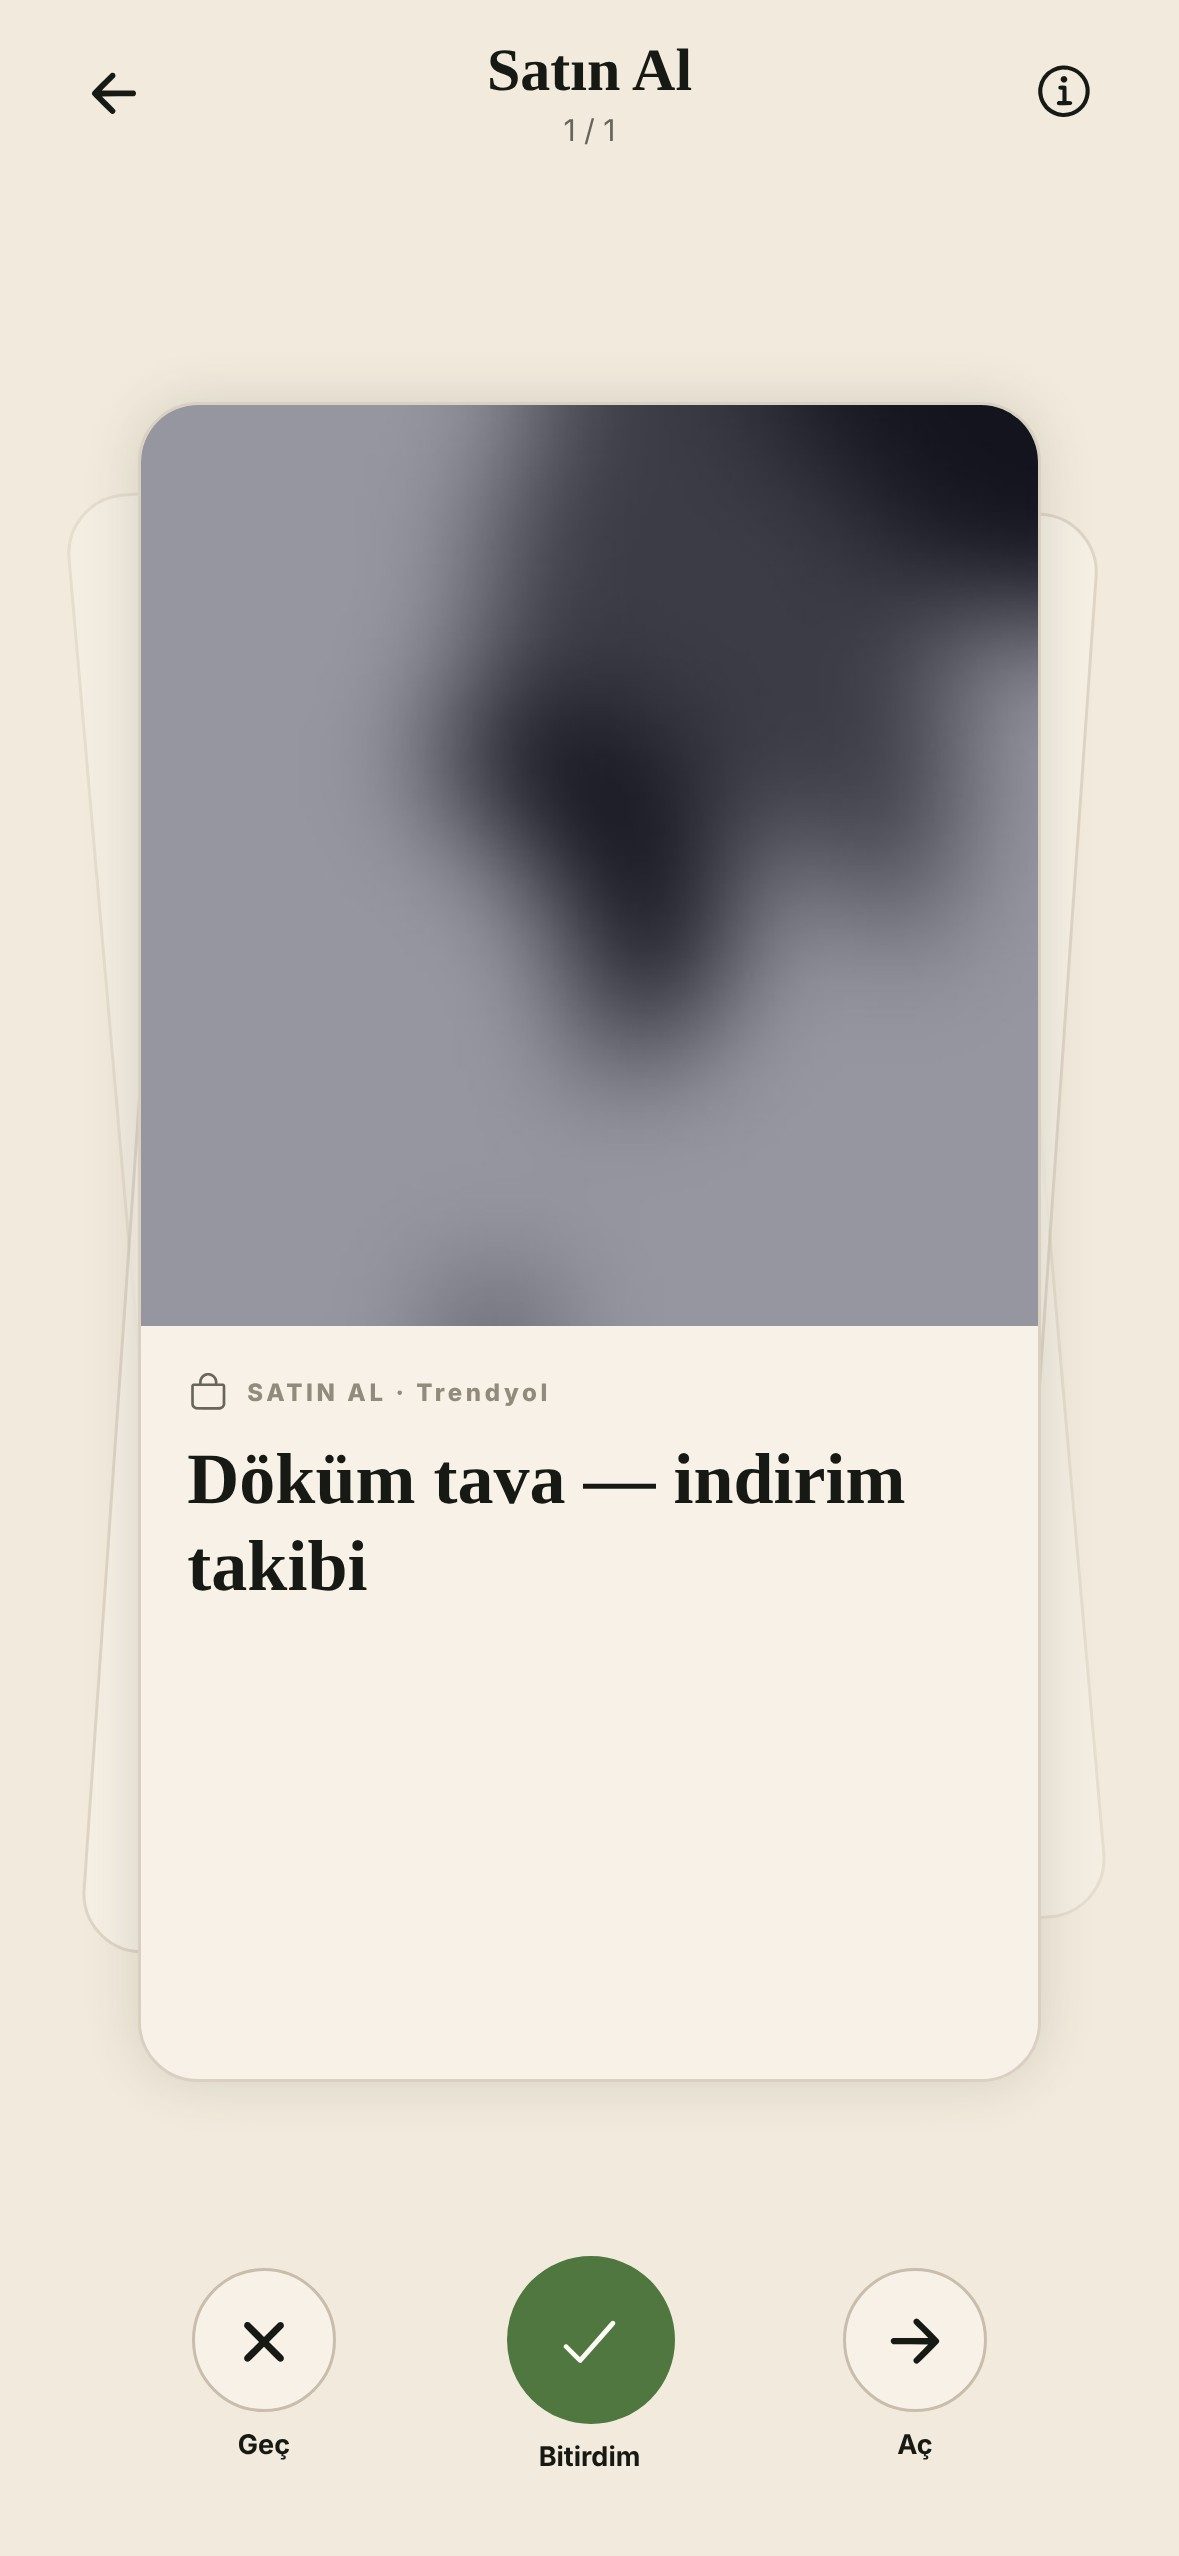 Satın Al
1 / 1
SATIN AL · Trendyol
Döküm tava — indirim
takibi
Geç
Bitirdim
Aç